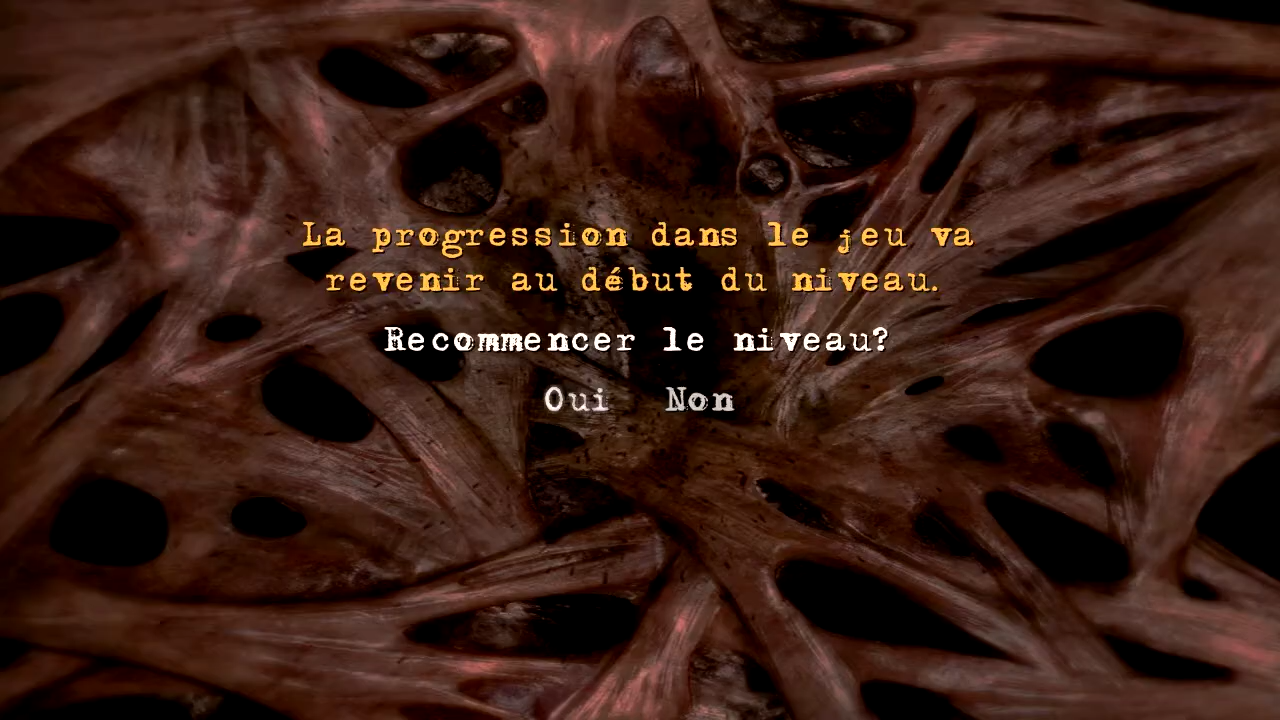 La progression dans le jeu va
revenir au début du niveau.
Recommencer le niveau?
Oui Non